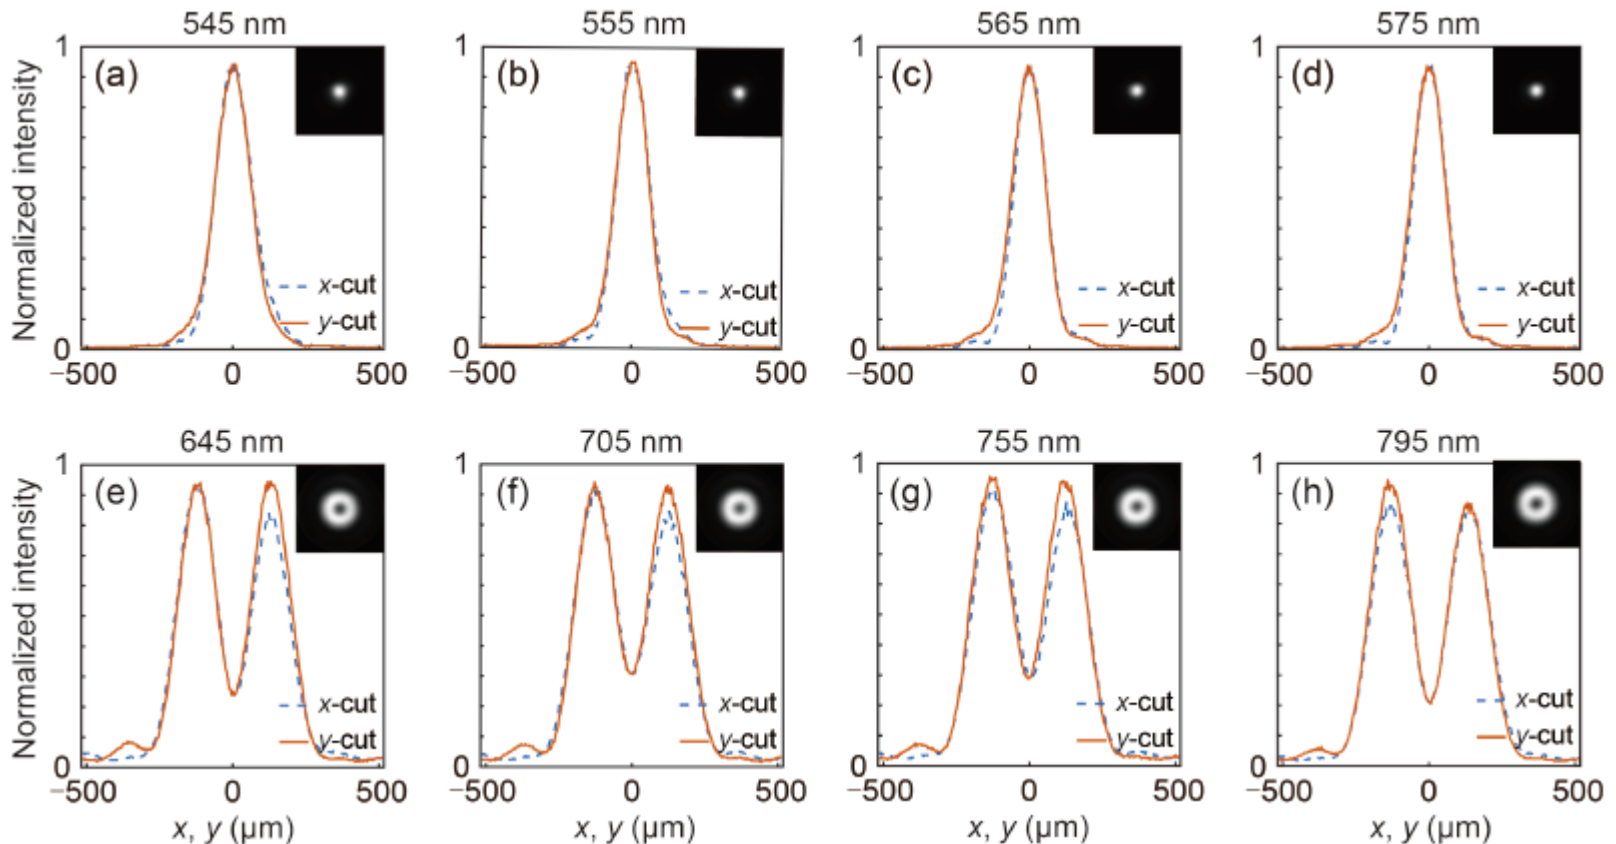 545 nm 555 nm 565 nm 575 nm
Normalized intensity
1 (a) x-cut y-cut 0 −500 0 500
1 (b) x-cut y-cut 0 −500 0 500
1 (c) x-cut y-cut 0 −500 0 500
1 (d) x-cut y-cut 0 −500 0 500
645 nm 705 nm 755 nm 795 nm
Normalized intensity
1 (e) x-cut y-cut 0 −500 0 500
1 (f) x-cut y-cut 0 −500 0 500
1 (g) x-cut y-cut 0 −500 0 500
1 (h) x-cut y-cut 0 −500 0 500
x, y (μm) x, y (μm) x, y (μm) x, y (μm)